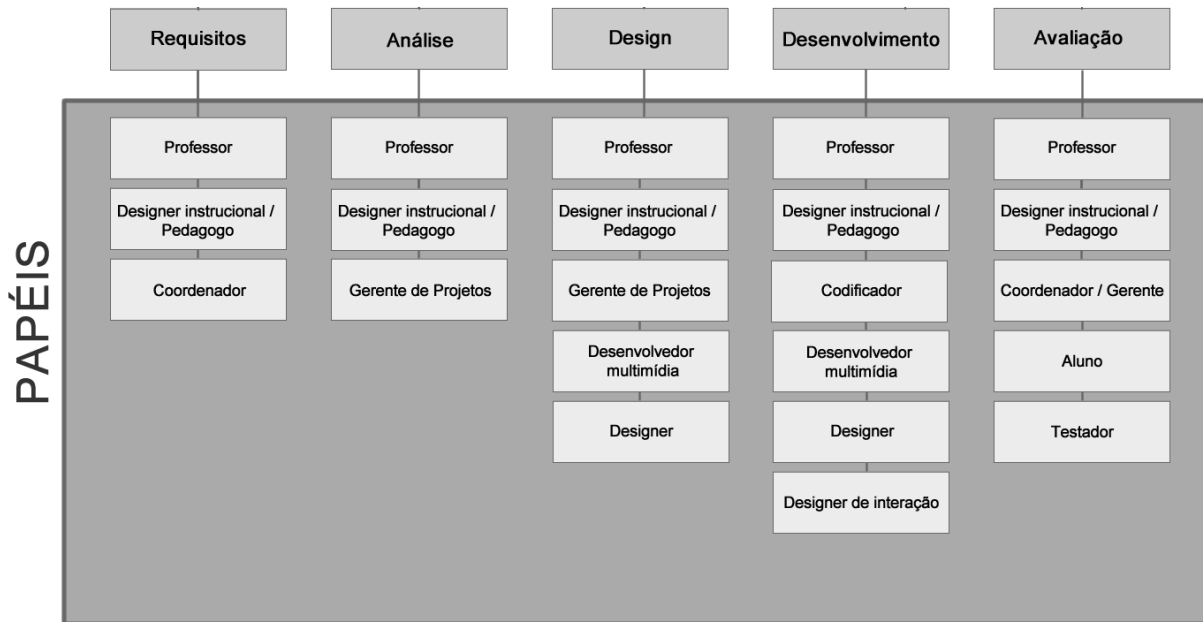 Requisitos
Análise
Design
Desenvolvimento
Avaliação
PAPÉIS
Professor
Designer instrucional /
Pedagogo
Coordenador
Professor
Designer instrucional /
Pedagogo
Gerente de Projetos
Professor
Designer instrucional /
Pedagogo
Gerente de Projetos
Desenvolvedor
multimídia
Designer
Professor
Designer instrucional /
Pedagogo
Codificador
Desenvolvedor
multimídia
Designer
Designer de interação
Professor
Designer instrucional /
Pedagogo
Coordenador / Gerente
Aluno
Testador